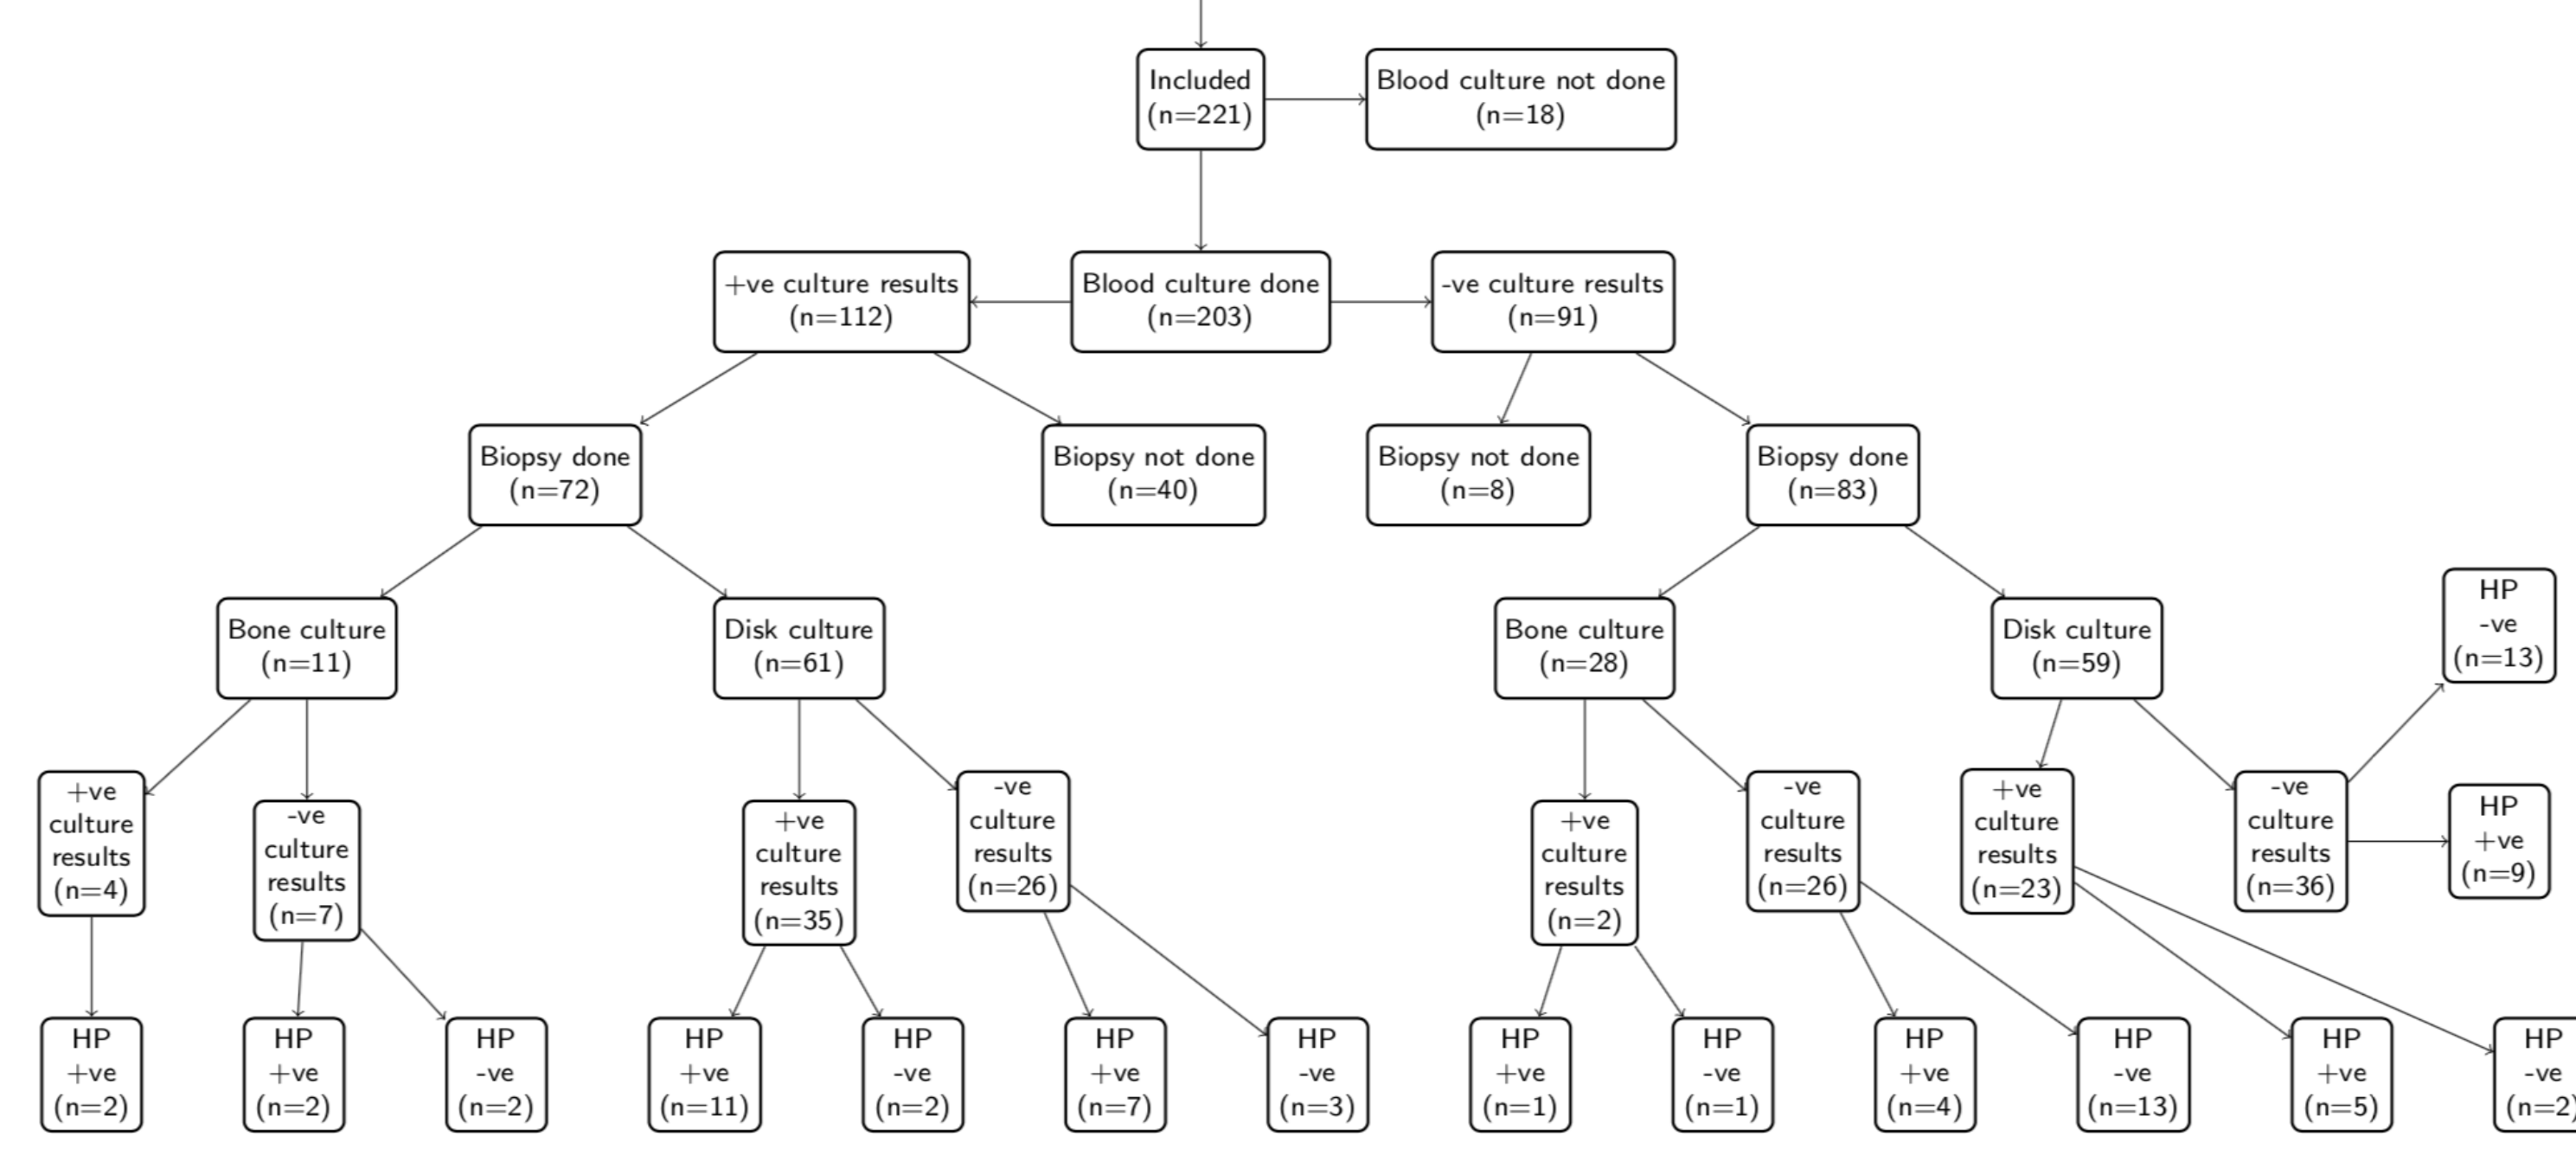 Included
(n=221)
Blood culture not done
(n=18)
+ve culture results
(n=112)
Blood culture done
(n=203)
-ve culture results
(n=91)
Biopsy done
(n=72)
Biopsy not done
(n=40)
Biopsy not done
(n=8)
Biopsy done
(n=83)
Bone culture
(n=11)
Disk culture
(n=61)
Bone culture
(n=28)
Disk culture
(n=59)
HP
-ve
(n=13)
+ve
culture
results
(n=4)
-ve
culture
results
(n=7)
+ve
culture
results
(n=35)
-ve
culture
results
(n=26)
+ve
culture
results
(n=2)
-ve
culture
results
(n=26)
+ve
culture
results
(n=23)
-ve
culture
results
(n=36)
HP
+ve
(n=9)
HP
+ve
(n=2)
HP
+ve
(n=2)
HP
-ve
(n=2)
HP
+ve
(n=11)
HP
-ve
(n=2)
HP
+ve
(n=7)
HP
-ve
(n=3)
HP
+ve
(n=1)
HP
-ve
(n=1)
HP
+ve
(n=4)
HP
-ve
(n=13)
HP
+ve
(n=5)
HP
-ve
(n=2)